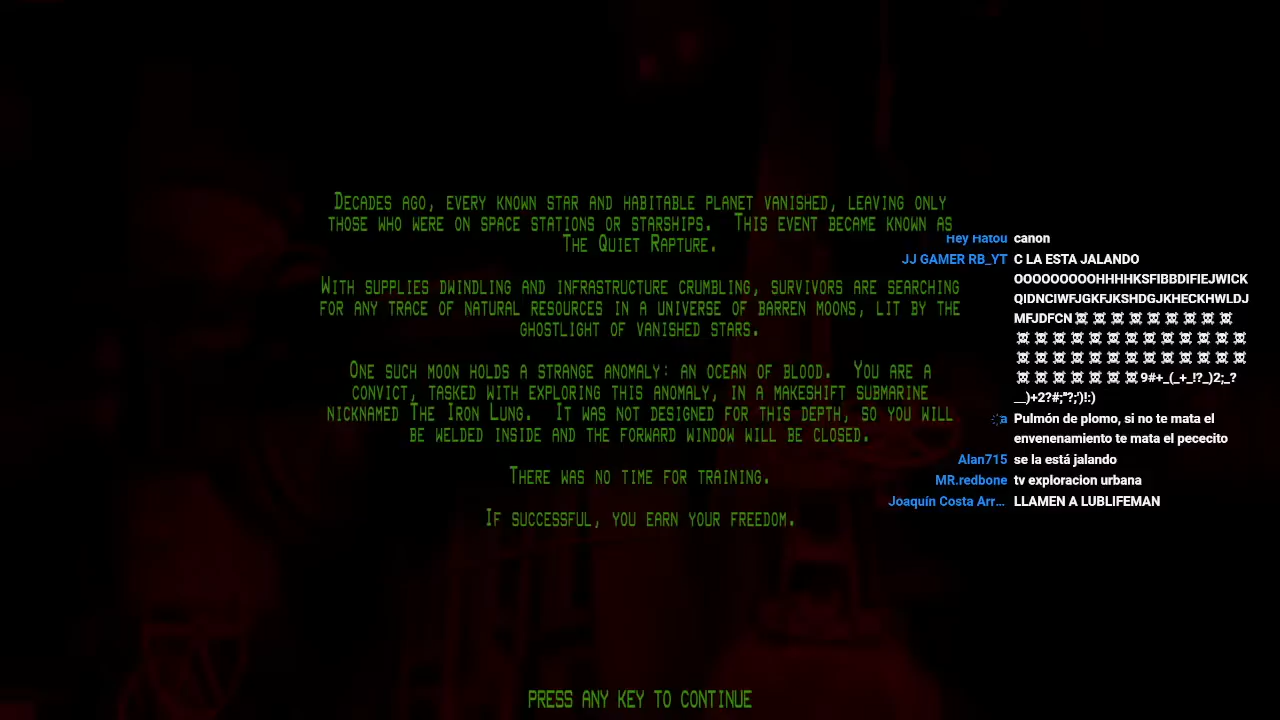 Decades ago, every known star and habitable planet vanished, leaving only
those who were on space stations or starships. This event became known as
The Quiet Rapture.
With supplies dwindling and infrastructure crumbling, survivors are searching
for any trace of natural resources in a universe of barren moons, lit by the
ghostlight of vanished stars.
One such moon holds a strange anomaly: an ocean of blood. You are a
convict, tasked with exploring this anomaly, in a makeshift submarine
nicknamed The Iron Lung. It was not designed for this depth, so you will
be welded inside and the forward window will be closed.
There was no time for training.
If successful, you earn your freedom.
PRESS ANY KEY TO CONTINUE
Hey Hatou canon
JJ GAMER RB_YT C LA ESTA JALANDO
OOOOOOOOOHHHHKSFIBBDIFIEJWICK
QIDNCIWFJGKFJKSHDGJKHECKHWLDJ
MFJDFCN☠☠☠☠☠☠☠☠☠
☠☠☠☠☠☠☠☠☠☠☠☠☠
☠☠☠☠☠☠☠☠☠☠☠☠☠
☠☠☠☠☠☠☠9#+_(_+_!?_)2;_?
__)+2?#;"?;')!:)
a Pulmón de plomo, si no te mata el
envenenamiento te mata el pececito
Alan715 se la está jalando
MR.redbone tv exploracion urbana
Joaquín Costa Arr... LLAMEN A LUBLIFEMAN